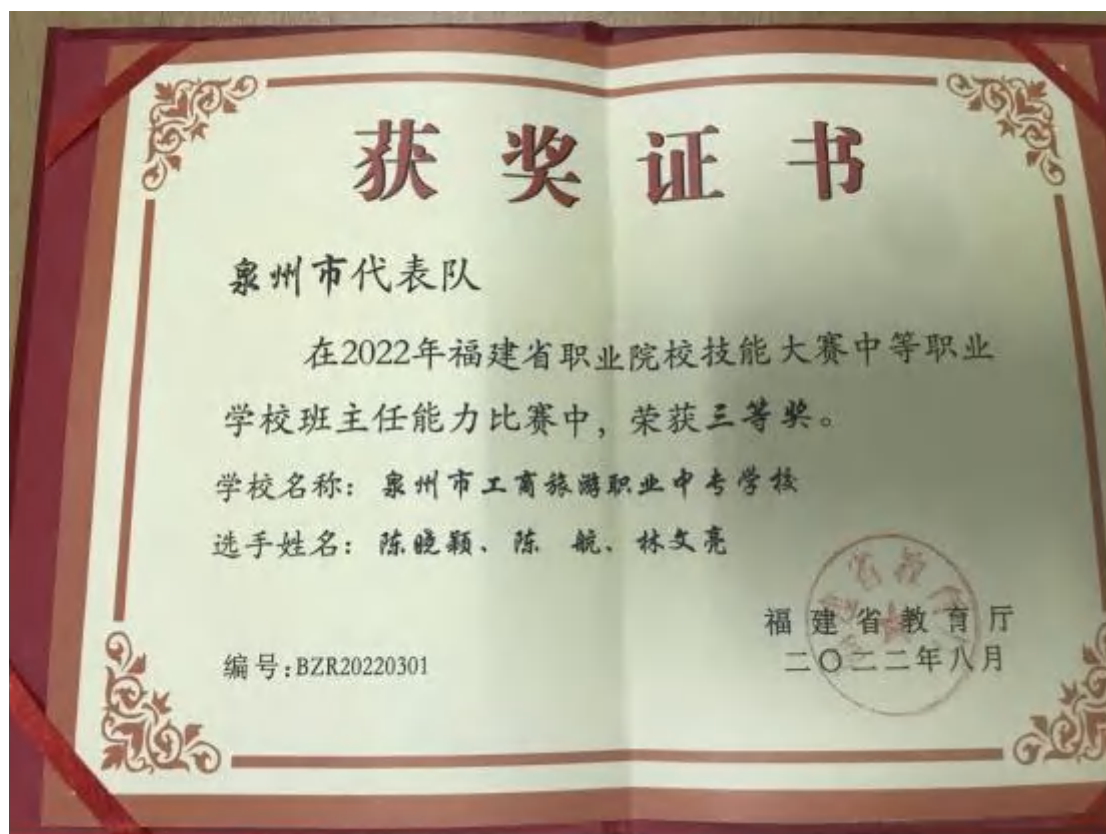 获奖证书
泉州市代表队
在2022年福建省职业院校技能大赛中等职业
学校班主任能力比赛中，荣获三等奖。
学校名称：泉州市工商旅游职业中专学校
选手姓名：陈晓颖、陈 航、林文亮
福建省教育厅
编号:BZR20220301
二〇二二年八月